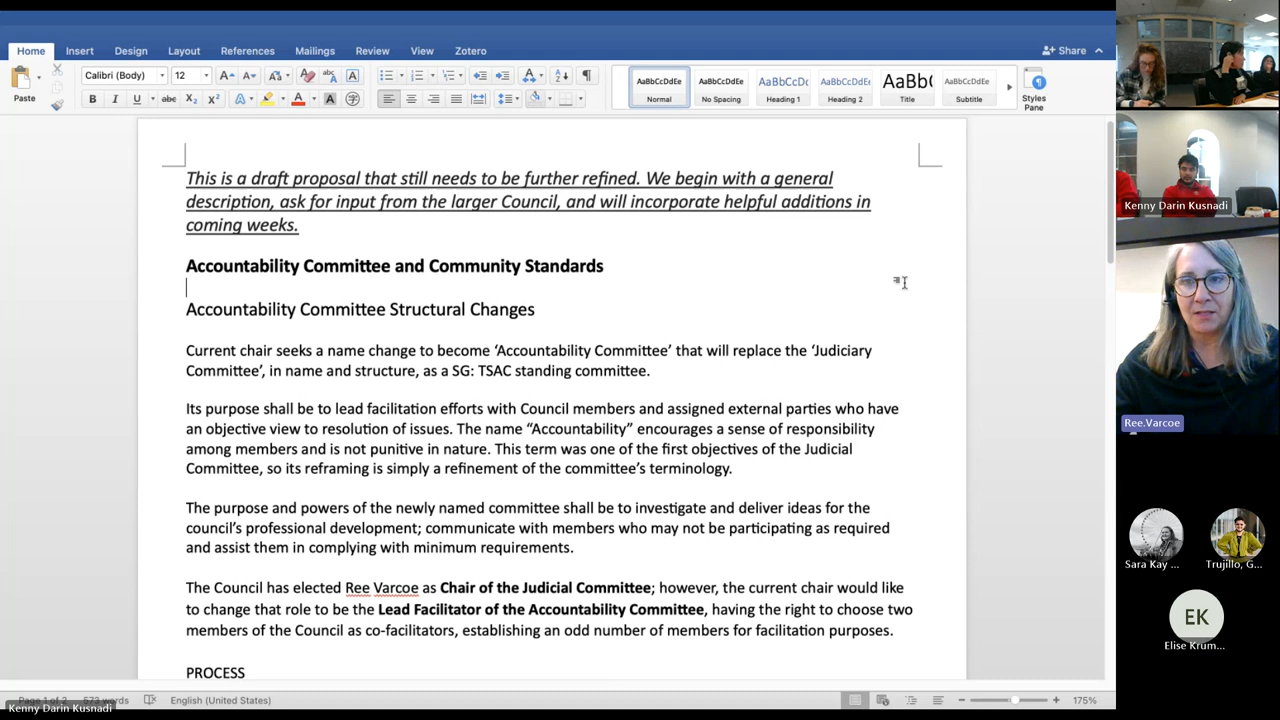 Home Insert Design Layout References Mailings Review View Zotero Share
Paste
Calibri (Body) 12
B I U abc X2 X2
AaBbCcDdEe AaBbCcDdEe AaBbCcDc AaBbCcDdEe AaBb( AaBbCcDdEe
Normal No Spacing Heading 1 Heading 2 Title Subtitle
Styles
Pane
This is a draft proposal that still needs to be further refined. We begin with a general
description, ask for input from the larger Council, and will incorporate helpful additions in
coming weeks.
Accountability Committee and Community Standards
Accountability Committee Structural Changes
Current chair seeks a name change to become ‘Accountability Committee’ that will replace the ‘Judiciary
Committee’, in name and structure, as a SG: TSAC standing committee.
Its purpose shall be to lead facilitation efforts with Council members and assigned external parties who have
an objective view to resolution of issues. The name “Accountability” encourages a sense of responsibility
among members and is not punitive in nature. This term was one of the first objectives of the Judicial
Committee, so its reframing is simply a refinement of the committee’s terminology.
The purpose and powers of the newly named committee shall be to investigate and deliver ideas for the
council’s professional development; communicate with members who may not be participating as required
and assist them in complying with minimum requirements.
The Council has elected Ree Varcoe as Chair of the Judicial Committee; however, the current chair would like
to change that role to be the Lead Facilitator of the Accountability Committee, having the right to choose two
members of the Council as co-facilitators, establishing an odd number of members for facilitation purposes.
PROCESS
Page 1 of 2 573 words English (United States) 175%
Kenny Darin Kusnadi
Kenny Darin Kusnadi
Ree.Varcoe
Sara Kay ... Trujillo, G...
EK
Elise Krum...